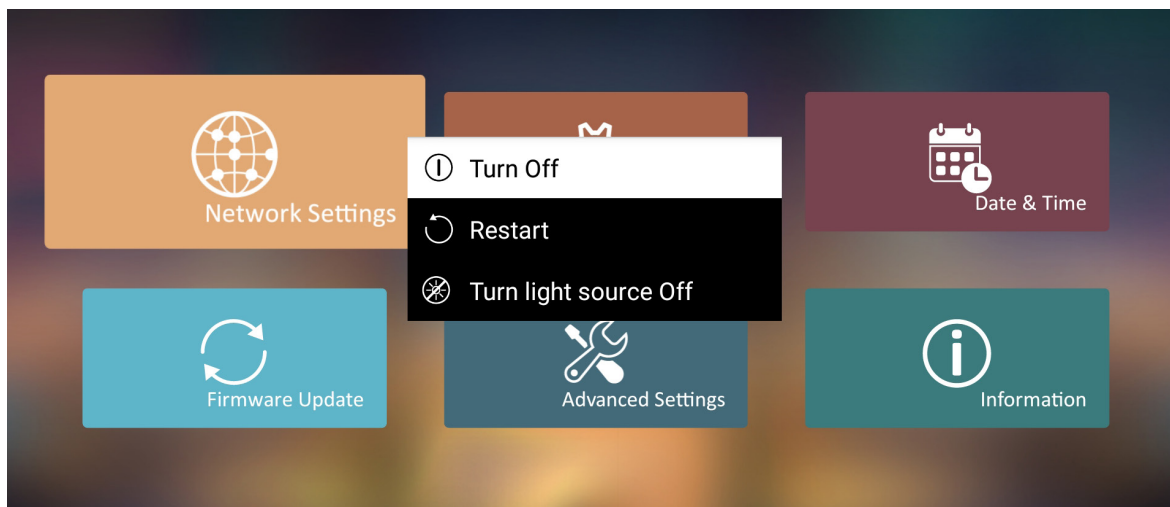 Network Settings
Turn Off
Restart
Turn light source Off
Date & Time
Firmware Update
Advanced Settings
Information